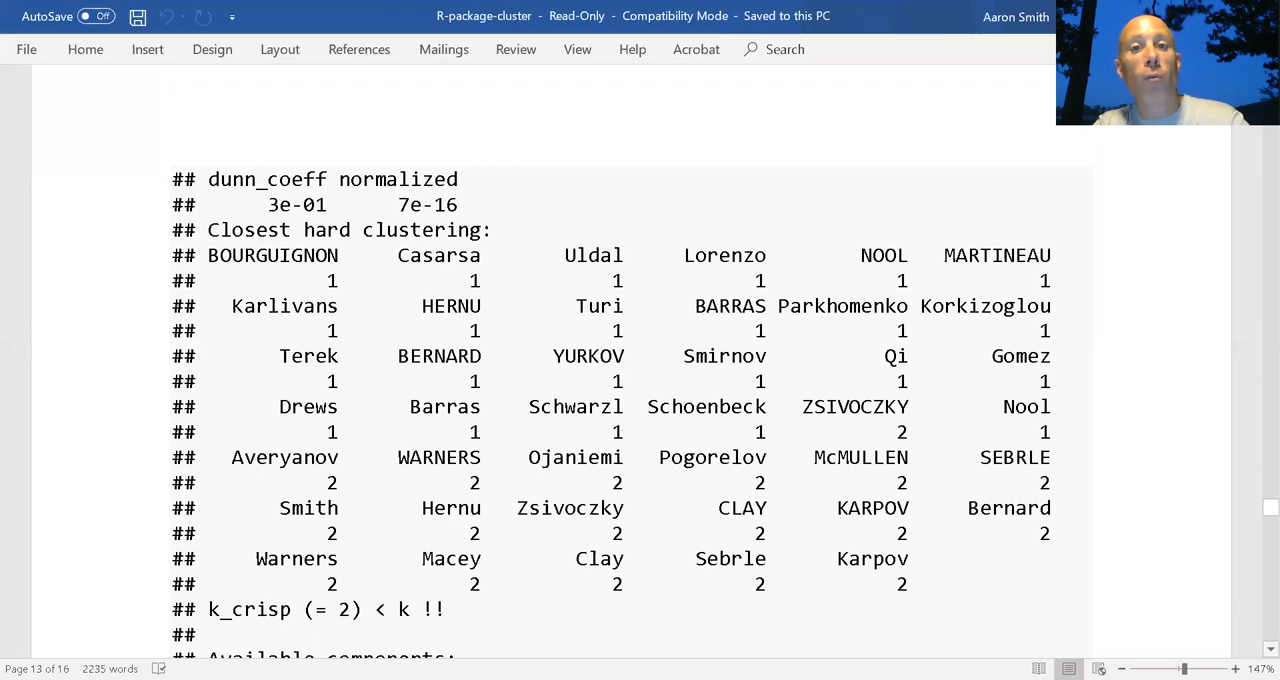 AutoSave Off R-package-cluster - Read-Only - Compatibility Mode - Saved to this PC Aaron Smith
File Home Insert Design Layout References Mailings Review View Help Acrobat Search
## dunn_coeff normalized
## 3e-01 7e-16
## Closest hard clustering:
## BOURGUIGNON Casarsa Uldal Lorenzo NOOL MARTINEAU
## 1 1 1 1 1 1
## Karlivans HERNU Turi BARRAS Parkhomenko Korkizoglou
## 1 1 1 1 1 1
## Terek BERNARD YURKOV Smirnov Qi Gomez
## 1 1 1 1 1 1
## Drews Barras Schwarzl Schoenbeck ZSIVOCZKY Nool
## 1 1 1 1 2 1
## Averyanov WARNERS Ojaniemi Pogorelov McMULLEN SEBRLE
## 2 2 2 2 2 2
## Smith Hernu Zsivoczky CLAY KARPOV Bernard
## 2 2 2 2 2 2
## Warners Macey Clay Sebrle Karpov
## 2 2 2 2 2
## k_crisp (= 2) < k !!
##
## Available components:
Page 13 of 16 2235 words 147%